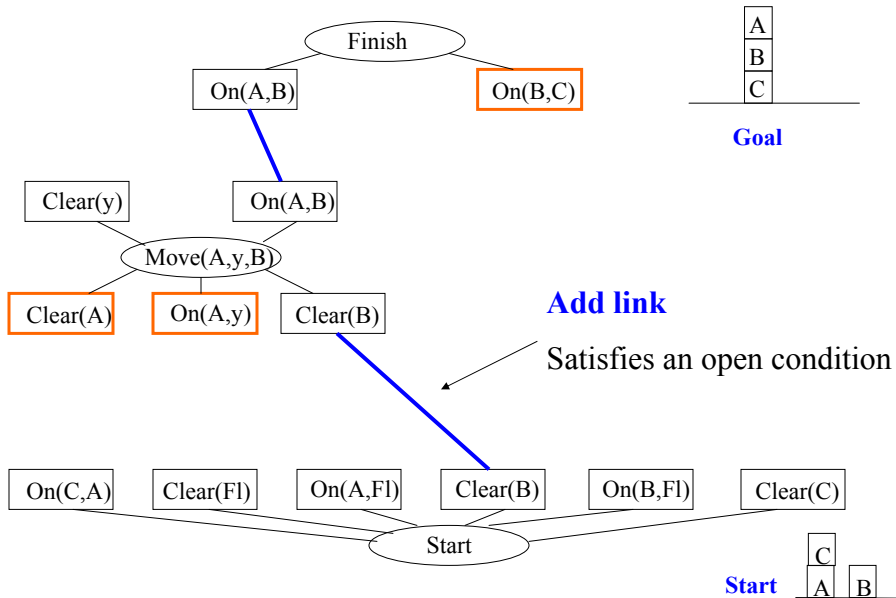 Finish
A
B
C
On(A,B)
On(B,C)
Goal
Clear(y)
On(A,B)
Move(A,y,B)
Clear(A)
On(A,y)
Clear(B)
Add link
Satisfies an open condition
On(C,A)
Clear(Fl)
On(A,Fl)
Clear(B)
On(B,Fl)
Clear(C)
Start
C
Start
A
B